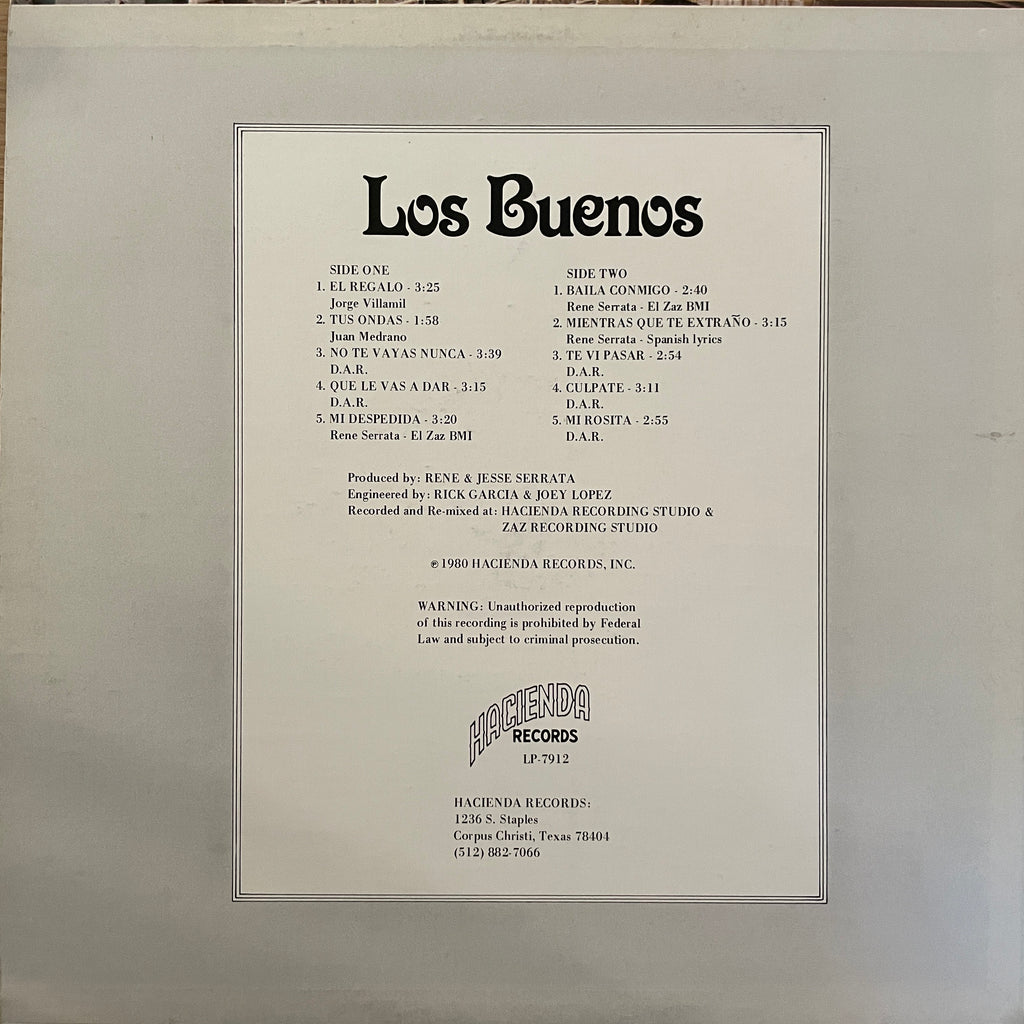 Los Buenos
SIDE ONE
1. EL REGALO - 3:25
Jorge Villamil
2. TUS ONDAS - 1:58
Juan Medrano
3. NO TE VAYAS NUNCA - 3:39
D.A.R.
4. QUE LE VAS A DAR - 3:15
D.A.R.
5. MI DESPEDIDA - 3:20
Rene Serrata - El Zaz BMI
SIDE TWO
1. BAILA CONMIGO - 2:40
Rene Serrata - El Zaz BMI
2. MIENTRAS QUE TE EXTRAÑO - 3:15
Rene Serrata - Spanish lyrics
3. TE VI PASAR - 2:54
D.A.R.
4. CULPATE - 3:11
D.A.R.
5. MI ROSITA - 2:55
D.A.R.
Produced by: RENE & JESSE SERRATA
Engineered by: RICK GARCIA & JOEY LOPEZ
Recorded and Re-mixed at: HACIENDA RECORDING STUDIO &
ZAZ RECORDING STUDIO
℗ 1980 HACIENDA RECORDS, INC.
WARNING: Unauthorized reproduction
of this recording is prohibited by Federal
Law and subject to criminal prosecution.
HACIENDA
RECORDS
LP-7912
HACIENDA RECORDS:
1236 S. Staples
Corpus Christi, Texas 78404
(512) 882-7066